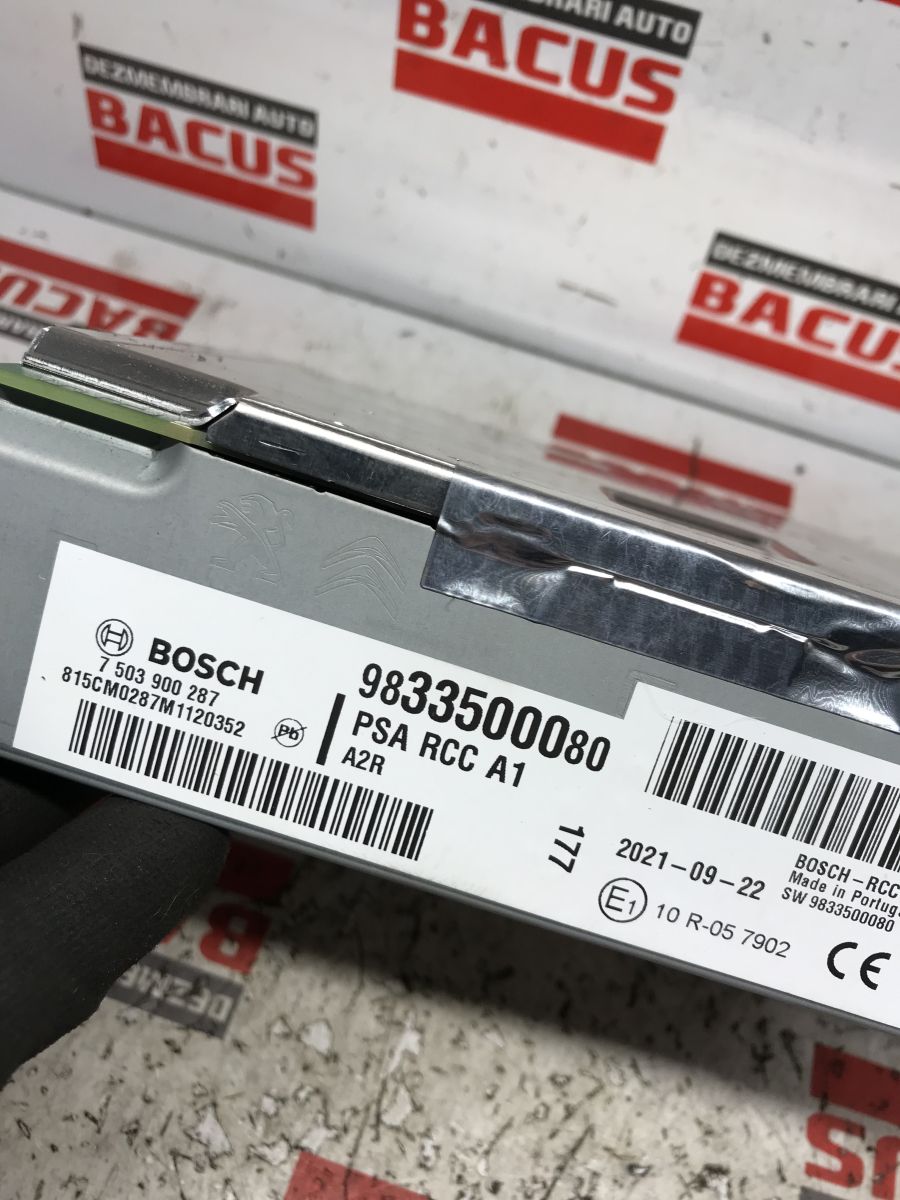 DEZMEMBRARI AUTO
BACUS
DEZMEMBRARI AUTO
BACUS
DEZMEMBRARI
BACUS
BACUS
H BOSCH
7 503 900 287
815CM0287M1120352
Pb
9833500080
PSA RCC A1
A2R
177
2021-09-22
E1 10 R-05 7902
BOSCH-RCC
Made in
SW 9833500080
CE